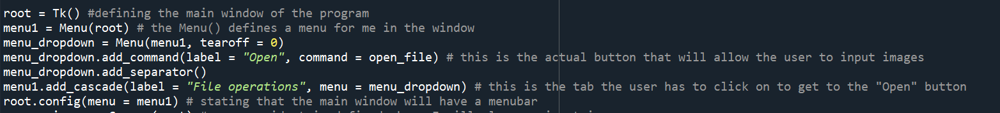 root = Tk() #defining the main window of the program
menu1 = Menu(root) # the Menu() defines a menu for me in the window
menu_dropdown = Menu(menu1, tearoff = 0)
menu_dropdown.add_command(label = "Open", command = open_file) # this is the actual button that will allow the user to input images
menu_dropdown.add_separator()
menu1.add_cascade(label = "File operations", menu = menu_dropdown) # this is the tab the user has to click on to get to the "Open" button
root.config(menu = menu1) # stating that the main window will have a menubar